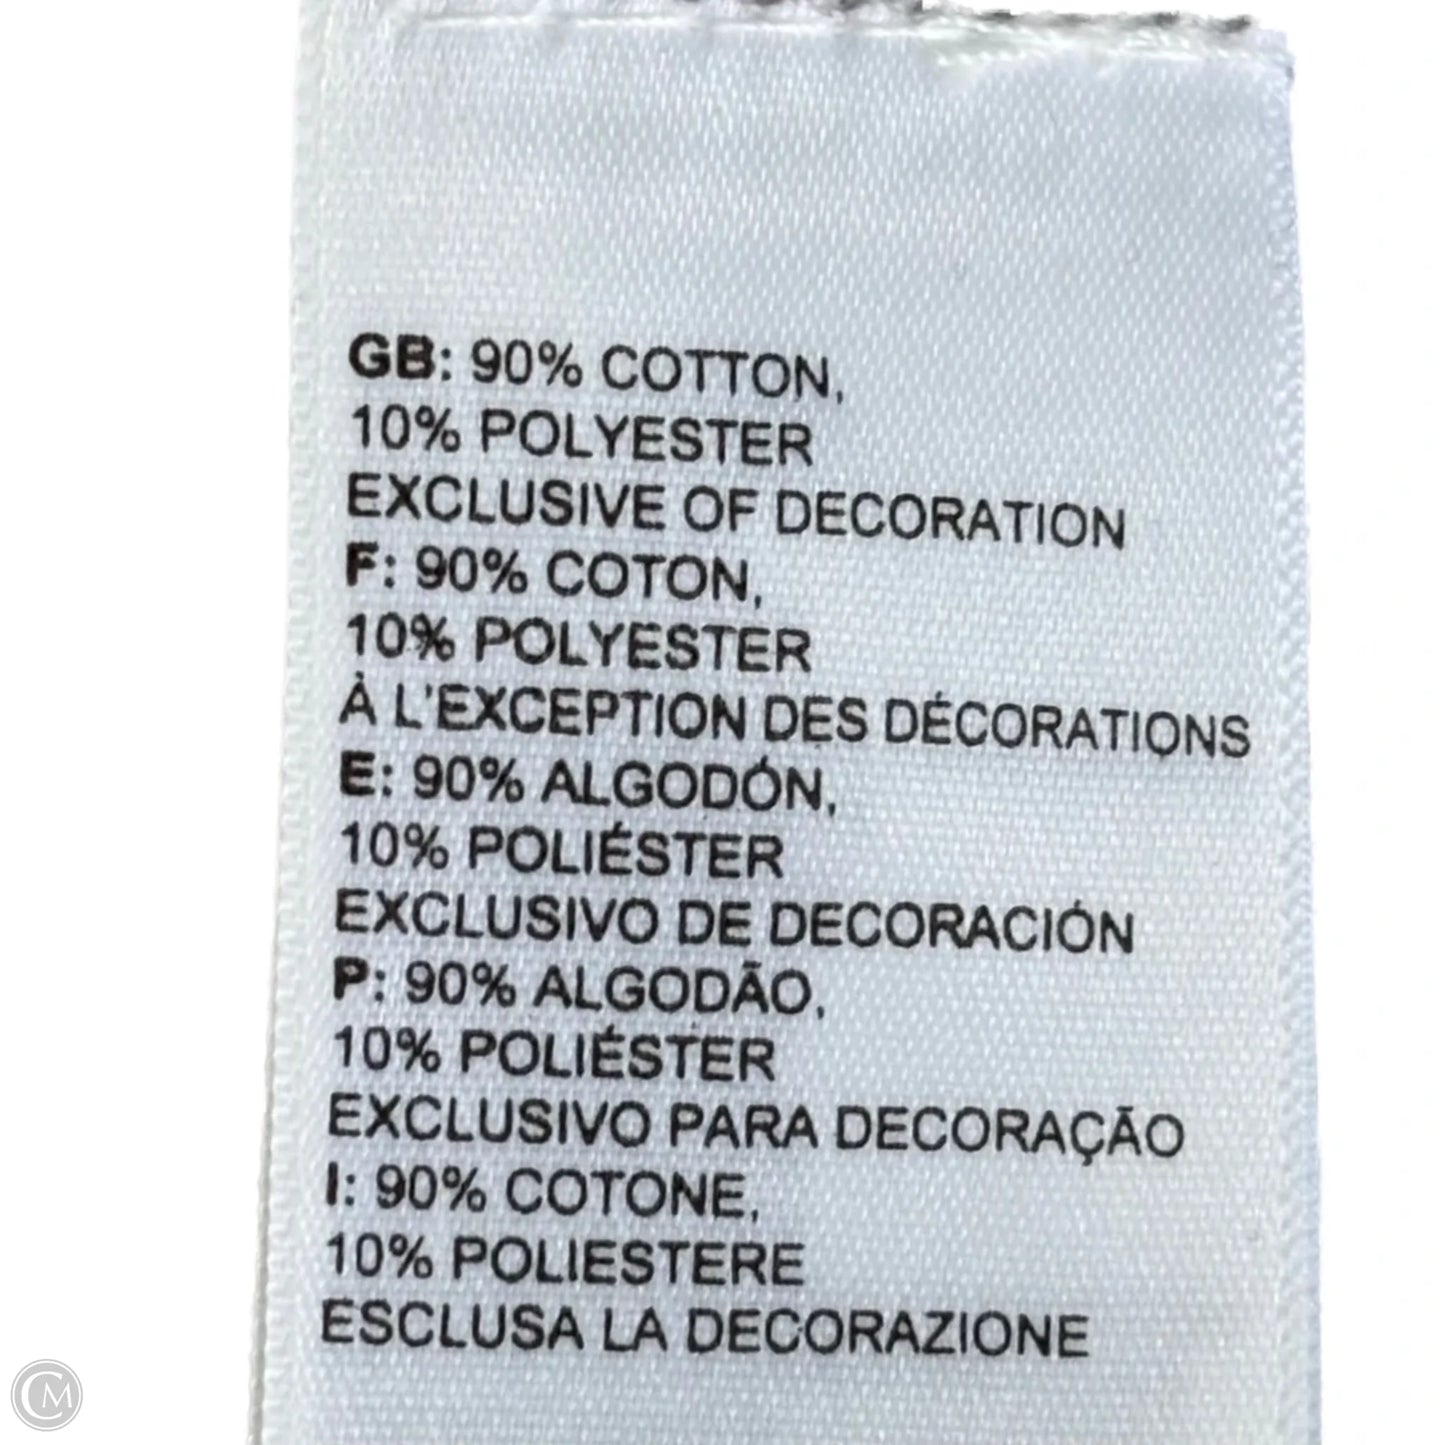 GB: 90% COTTON,
10% POLYESTER
EXCLUSIVE OF DECORATION
F: 90% COTON,
10% POLYESTER
À L'EXCEPTION DES DÉCORATIONS
E: 90% ALGODÓN,
10% POLIÉSTER
EXCLUSIVO DE DECORACIÓN
P: 90% ALGODÃO,
10% POLIÉSTER
EXCLUSIVO PARA DECORAÇÃO
I: 90% COTONE,
10% POLIESTERE
ESCLUSA LA DECORAZIONE
CM